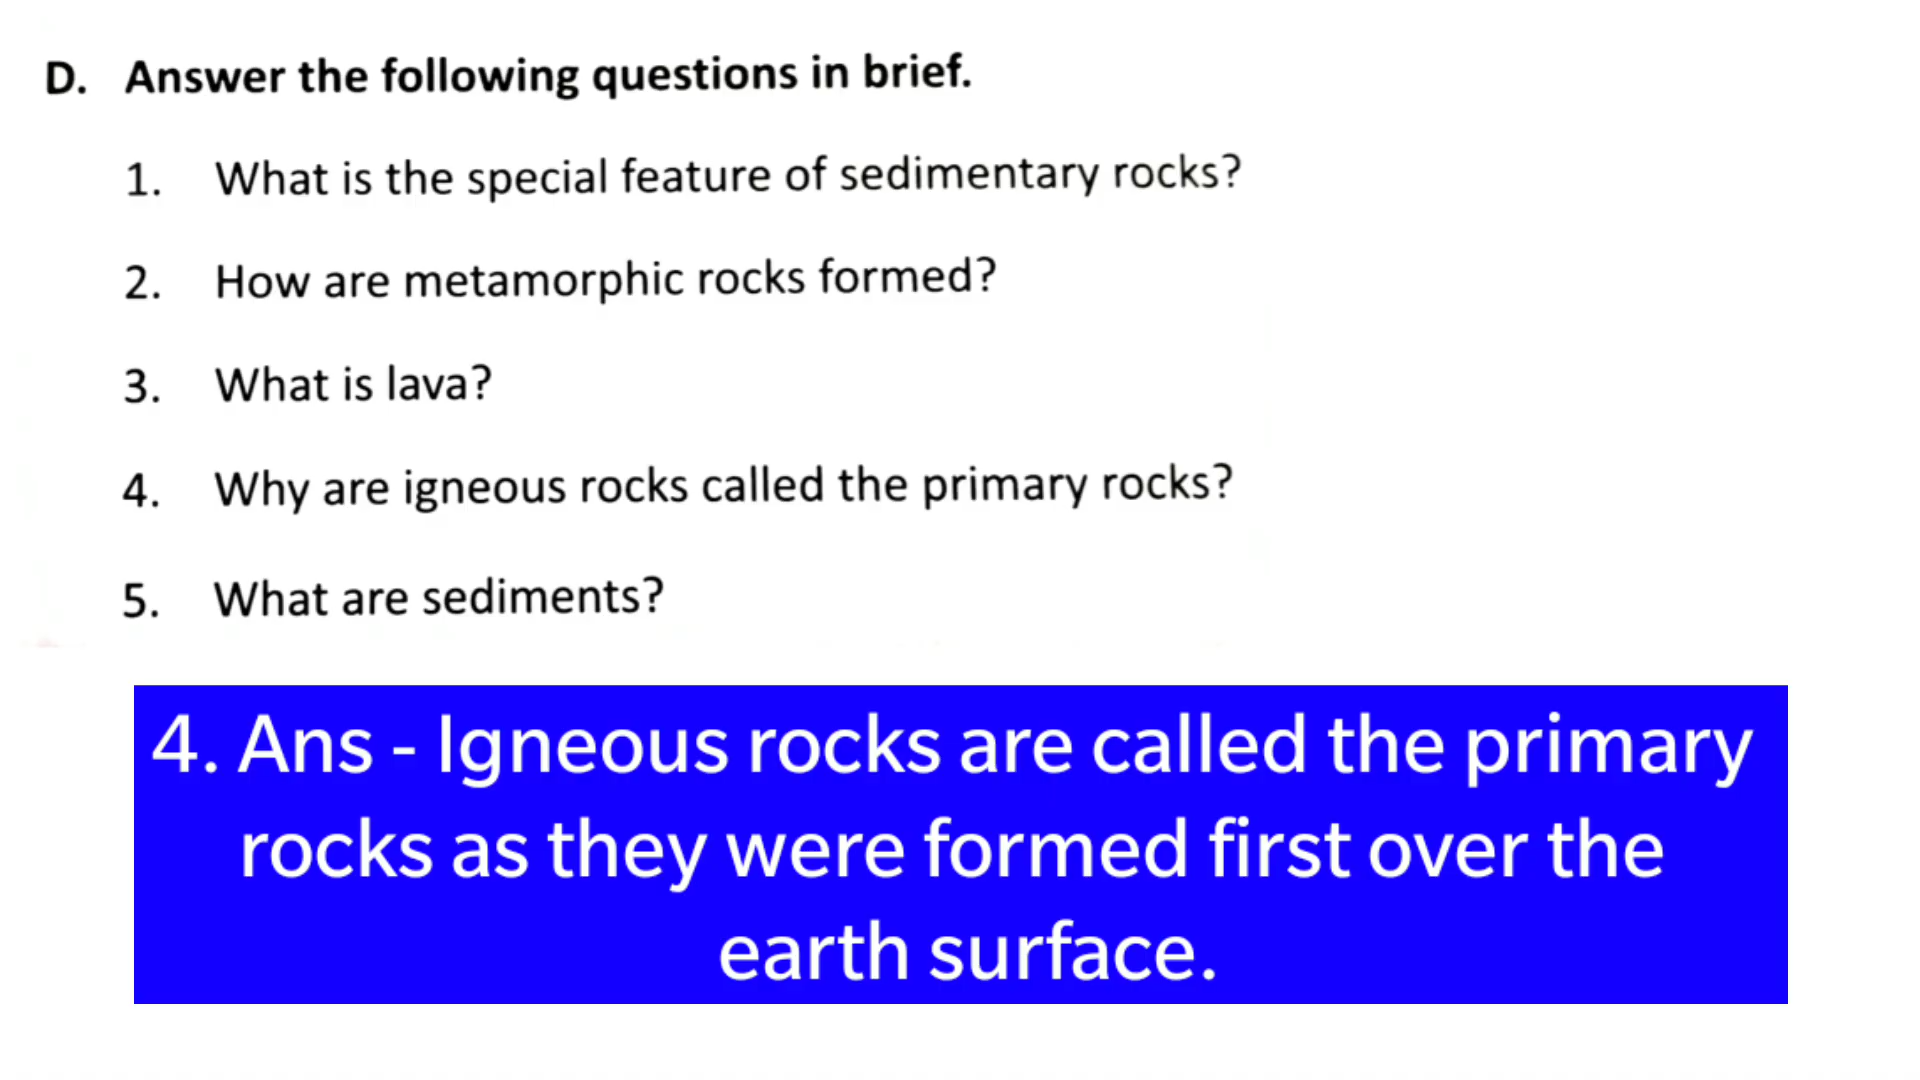 D. Answer the following questions in brief.
1. What is the special feature of sedimentary rocks?
2. How are metamorphic rocks formed?
3. What is lava?
4. Why are igneous rocks called the primary rocks?
5. What are sediments?
4. Ans - Igneous rocks are called the primary
rocks as they were formed first over the
earth surface.